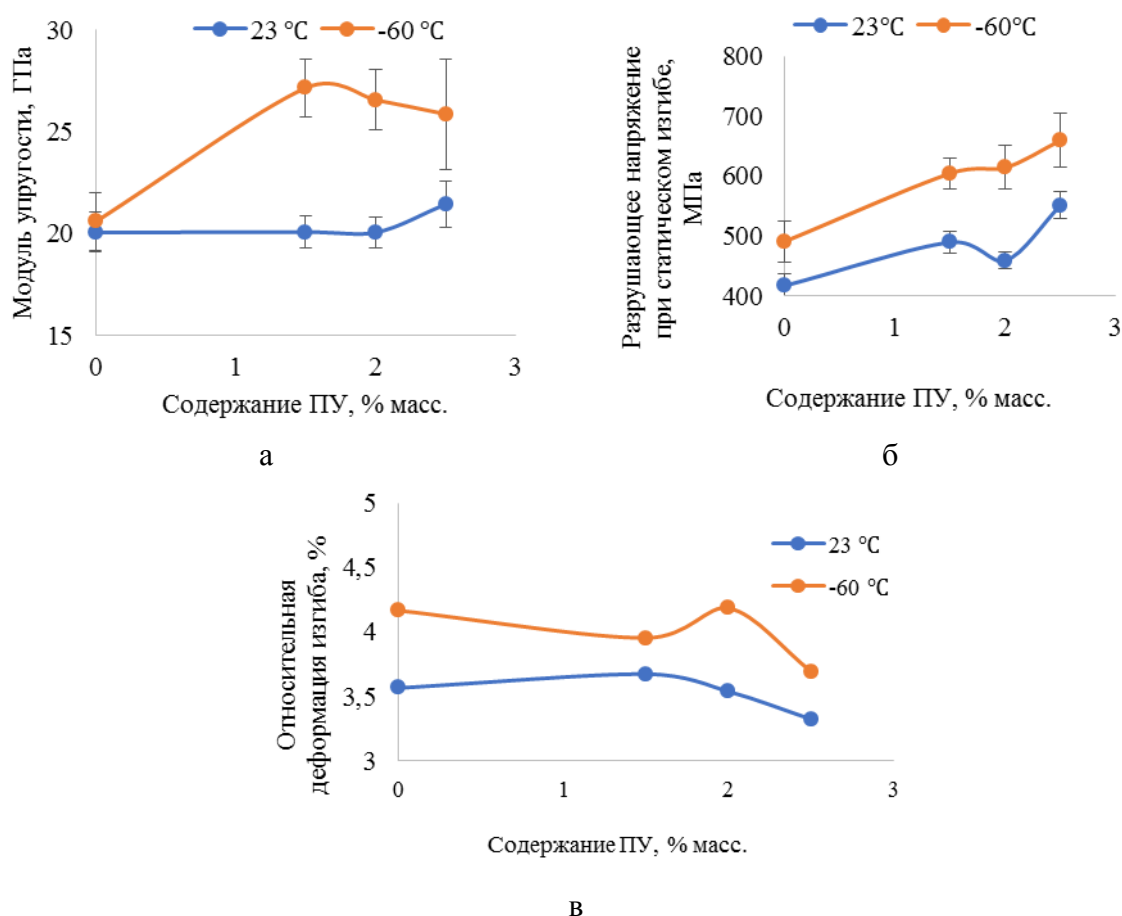 23 °C
-60 °C
Модуль упругости, ГПа
30
25
20
15
0
1
2
3
Содержание ПУ, % масс.
а
23°C
-60°C
Разрушающее напряжение
при статическом изгибе,
МПа
800
700
600
500
400
0
1
2
3
Содержание ПУ, % масс.
б
Относительная
деформация изгиба, %
5
4,5
4
3,5
3
0
1
2
3
23 °C
-60 °C
Содержание ПУ, % масс.
в